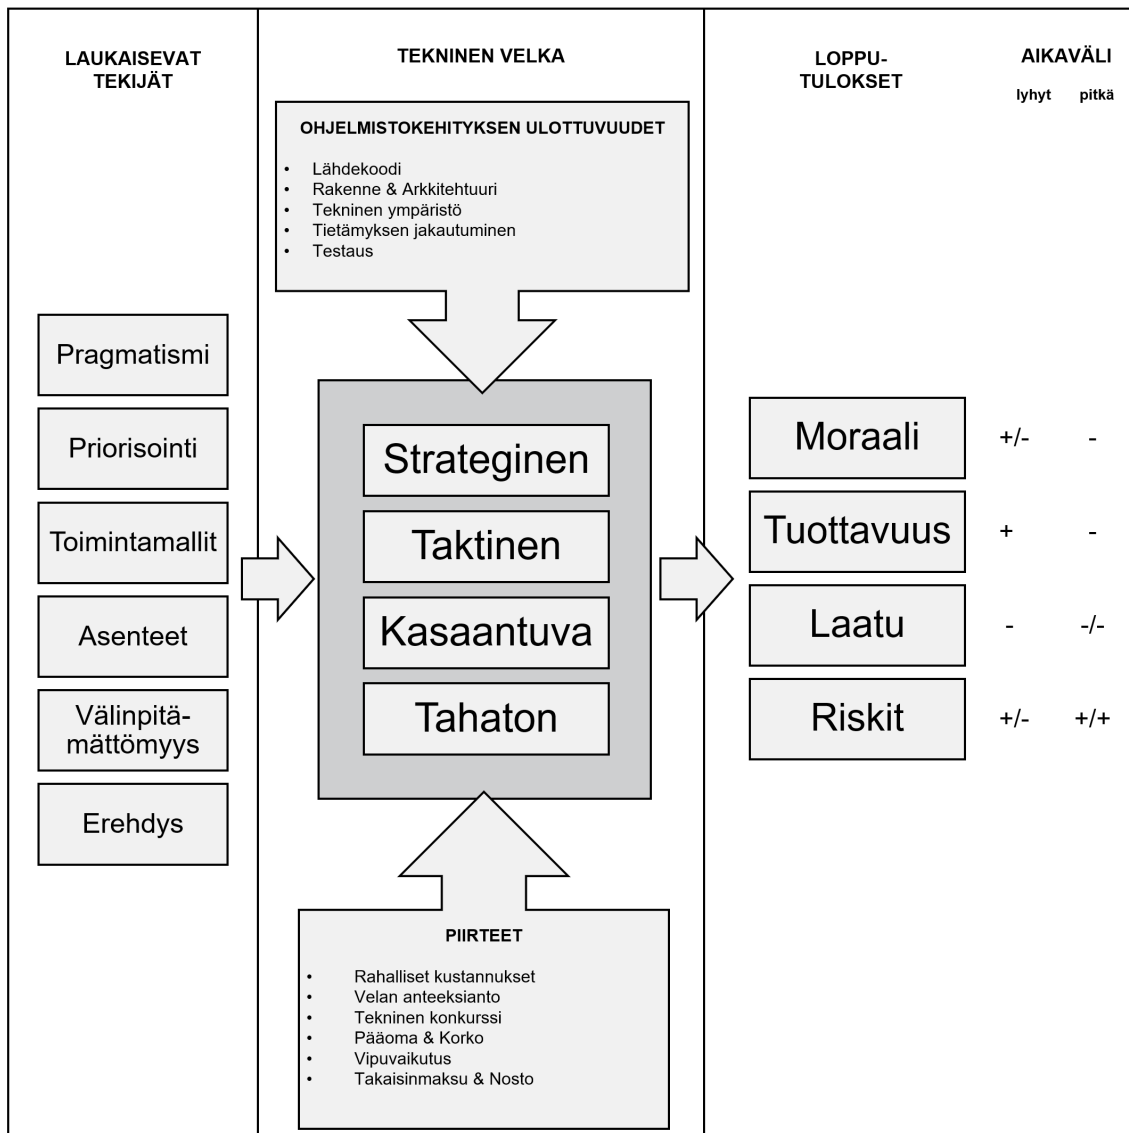 LAUKAISEVAT
TEKIJÄT
Pragmatismi
Priorisointi
Toimintamallit
Asenteet
Välinpitä-
mättömyys
Erehdys
TEKNINEN VELKA
OHJELMISTOKEHITYKSEN ULOTTUVUUDET
• Lähdekoodi
• Rakenne & Arkkitehtuuri
• Tekninen ympäristö
• Tietämyksen jakautuminen
• Testaus
Strateginen
Taktinen
Kasaantuva
Tahaton
PIIRTEET
• Rahalliset kustannukset
• Velan anteeksianto
• Tekninen konkurssi
• Pääoma & Korko
• Vipuvaikutus
• Takaisinmaksu & Nosto
LOPPU-
TULOKSET
AIKAVÄLI
lyhyt pitkä
Moraali +/- -
Tuottavuus + -
Laatu - -/-
Riskit +/- +/+